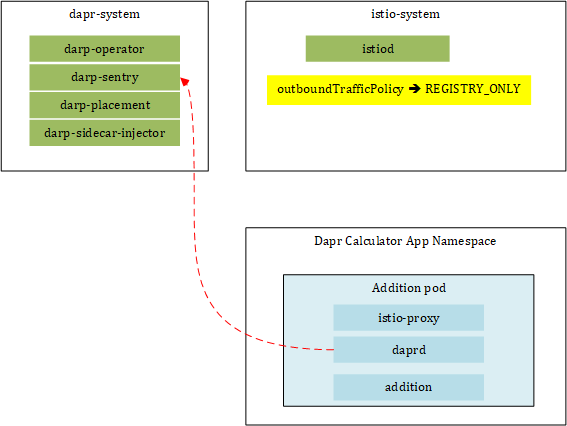 dapr-system
darp-operator
darp-sentry
darp-placement
darp-sidecar-injector
istio-system
istiod
outboundTrafficPolicy ➔ REGISTRY_ONLY
Dapr Calculator App Namespace
Addition pod
istio-proxy
daprd
addition